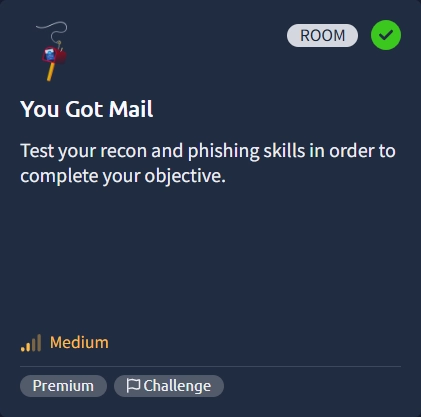 ROOM
You Got Mail
Test your recon and phishing skills in order to
complete your objective.
Medium
Premium
Challenge